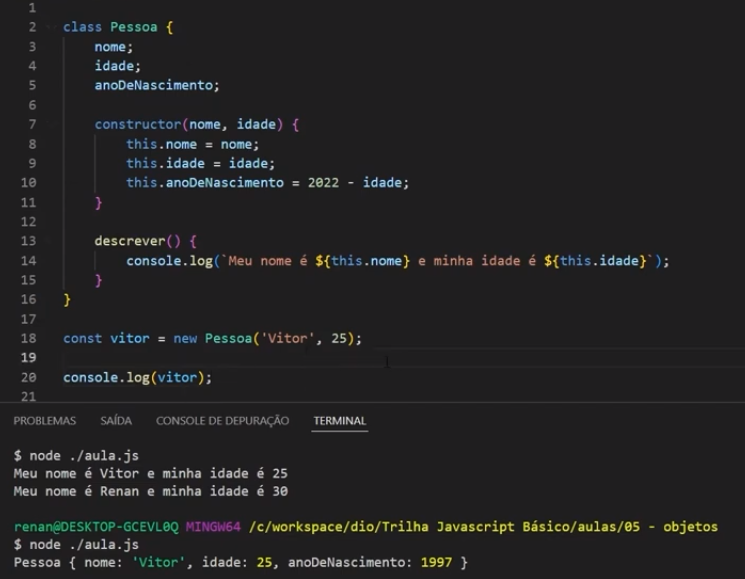 1
2 class Pessoa {
3 nome;
4 idade;
5 anoDeNascimento;
6
7 constructor(nome, idade) {
8 this.nome = nome;
9 this.idade = idade;
10 this.anoDeNascimento = 2022 - idade;
11 }
12
13 descrever() {
14 console.log(`Meu nome é ${this.nome} e minha idade é ${this.idade}`);
15 }
16 }
17
18 const vitor = new Pessoa('Vitor', 25);
19
20 console.log(vitor);
21
PROBLEMAS SAÍDA CONSOLE DE DEPURAÇÃO TERMINAL
$ node ./aula.js
Meu nome é Vitor e minha idade é 25
Meu nome é Renan e minha idade é 30
renan@DESKTOP-GCEVL0Q MINGW64 /c/workspace/dio/Trilha Javascript Básico/aulas/05 - objetos
$ node ./aula.js
Pessoa { nome: 'Vitor', idade: 25, anoDeNascimento: 1997 }